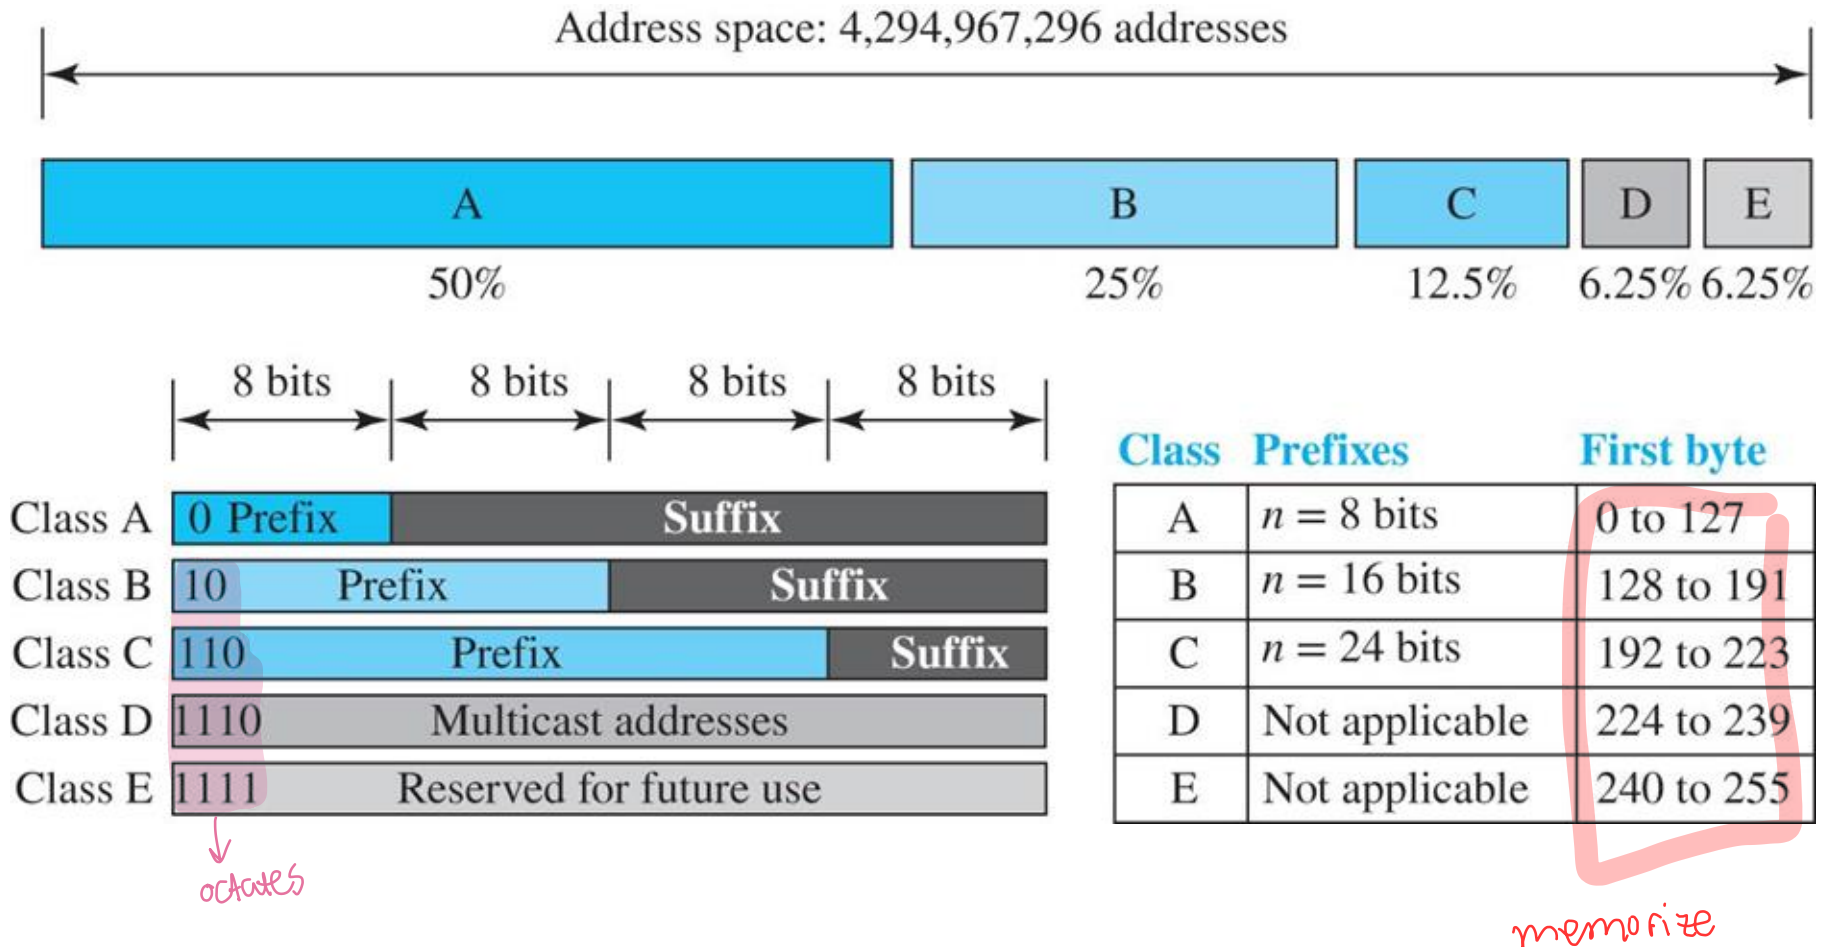 Address space: 4,294,967,296 addresses
A B C D E
50% 25% 12.5% 6.25% 6.25%
8 bits 8 bits 8 bits 8 bits
Class A 0 Prefix Suffix
Class B 10 Prefix Suffix
Class C 110 Prefix Suffix
Class D 1110 Multicast addresses
Class E 1111 Reserved for future use
octates
Class Prefixes First byte
A n = 8 bits 0 to 127
B n = 16 bits 128 to 191
C n = 24 bits 192 to 223
D Not applicable 224 to 239
E Not applicable 240 to 255
memorize